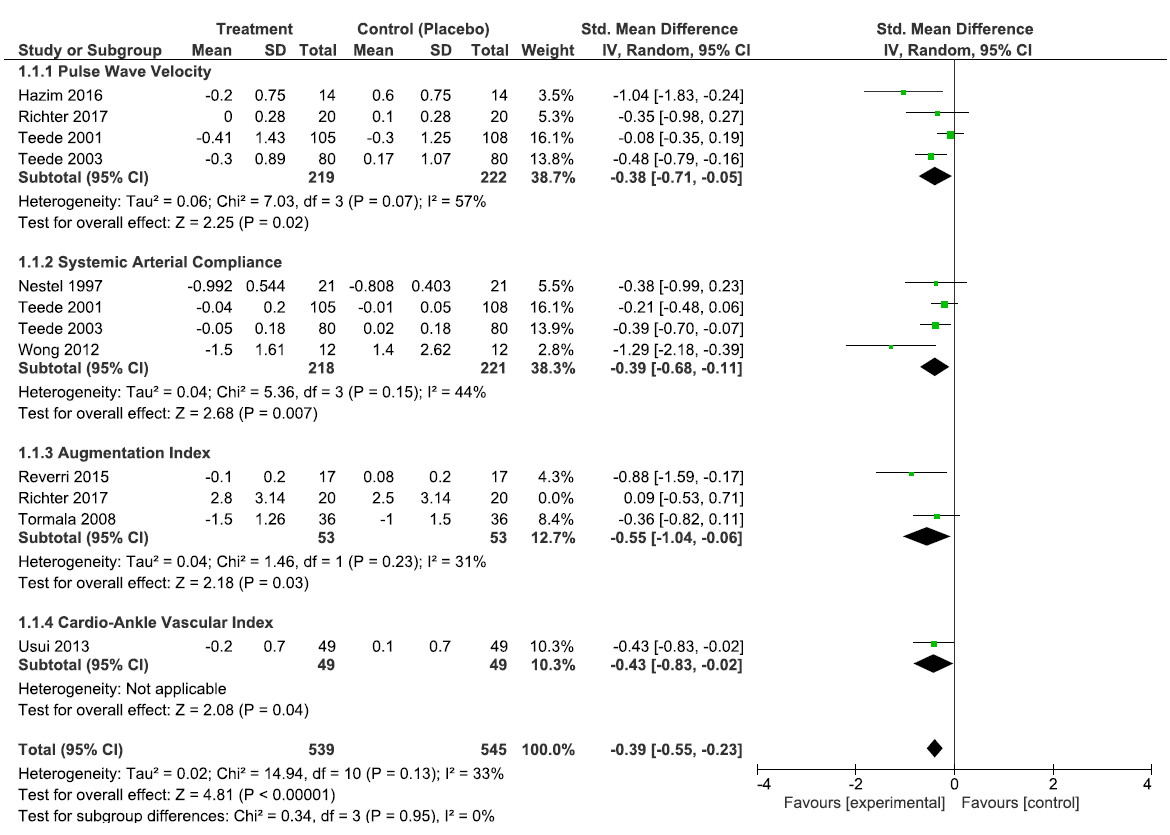 Treatment Control (Placebo) Std. Mean Difference Std. Mean Difference
Study or Subgroup Mean SD Total Mean SD Total Weight IV, Random, 95% CI IV, Random, 95% CI
1.1.1 Pulse Wave Velocity
Hazim 2016 -0.2 0.75 14 0.6 0.75 14 3.5% -1.04 [-1.83, -0.24]
Richter 2017 0 0.28 20 0.1 0.28 20 5.3% -0.35 [-0.98, 0.27]
Teede 2001 -0.41 1.43 105 -0.3 1.25 108 16.1% -0.08 [-0.35, 0.19]
Teede 2003 -0.3 0.89 80 0.17 1.07 80 13.8% -0.48 [-0.79, -0.16]
Subtotal (95% CI) 219 222 38.7% -0.38 [-0.71, -0.05]
Heterogeneity: Tau² = 0.06; Chi² = 7.03, df = 3 (P = 0.07); I² = 57%
Test for overall effect: Z = 2.25 (P = 0.02)
1.1.2 Systemic Arterial Compliance
Nestel 1997 -0.992 0.544 21 -0.808 0.403 21 5.5% -0.38 [-0.99, 0.23]
Teede 2001 -0.04 0.2 105 -0.01 0.05 108 16.1% -0.21 [-0.48, 0.06]
Teede 2003 -0.05 0.18 80 0.02 0.18 80 13.9% -0.39 [-0.70, -0.07]
Wong 2012 -1.5 1.61 12 1.4 2.62 12 2.8% -1.29 [-2.18, -0.39]
Subtotal (95% CI) 218 221 38.3% -0.39 [-0.68, -0.11]
Heterogeneity: Tau² = 0.04; Chi² = 5.36, df = 3 (P = 0.15); I² = 44%
Test for overall effect: Z = 2.68 (P = 0.007)
1.1.3 Augmentation Index
Reverri 2015 -0.1 0.2 17 0.08 0.2 17 4.3% -0.88 [-1.59, -0.17]
Richter 2017 2.8 3.14 20 2.5 3.14 20 0.0% 0.09 [-0.53, 0.71]
Tormala 2008 -1.5 1.26 36 -1 1.5 36 8.4% -0.36 [-0.82, 0.11]
Subtotal (95% CI) 53 53 12.7% -0.55 [-1.04, -0.06]
Heterogeneity: Tau² = 0.04; Chi² = 1.46, df = 1 (P = 0.23); I² = 31%
Test for overall effect: Z = 2.18 (P = 0.03)
1.1.4 Cardio-Ankle Vascular Index
Usui 2013 -0.2 0.7 49 0.1 0.7 49 10.3% -0.43 [-0.83, -0.02]
Subtotal (95% CI) 49 49 10.3% -0.43 [-0.83, -0.02]
Heterogeneity: Not applicable
Test for overall effect: Z = 2.08 (P = 0.04)
Total (95% CI) 539 545 100.0% -0.39 [-0.55, -0.23]
Heterogeneity: Tau² = 0.02; Chi² = 14.94, df = 10 (P = 0.13); I² = 33%
Test for overall effect: Z = 4.81 (P < 0.00001)
Test for subgroup differences: Chi² = 0.34, df = 3 (P = 0.95), I² = 0%
-4 -2 0 2 4
Favours [experimental] Favours [control]